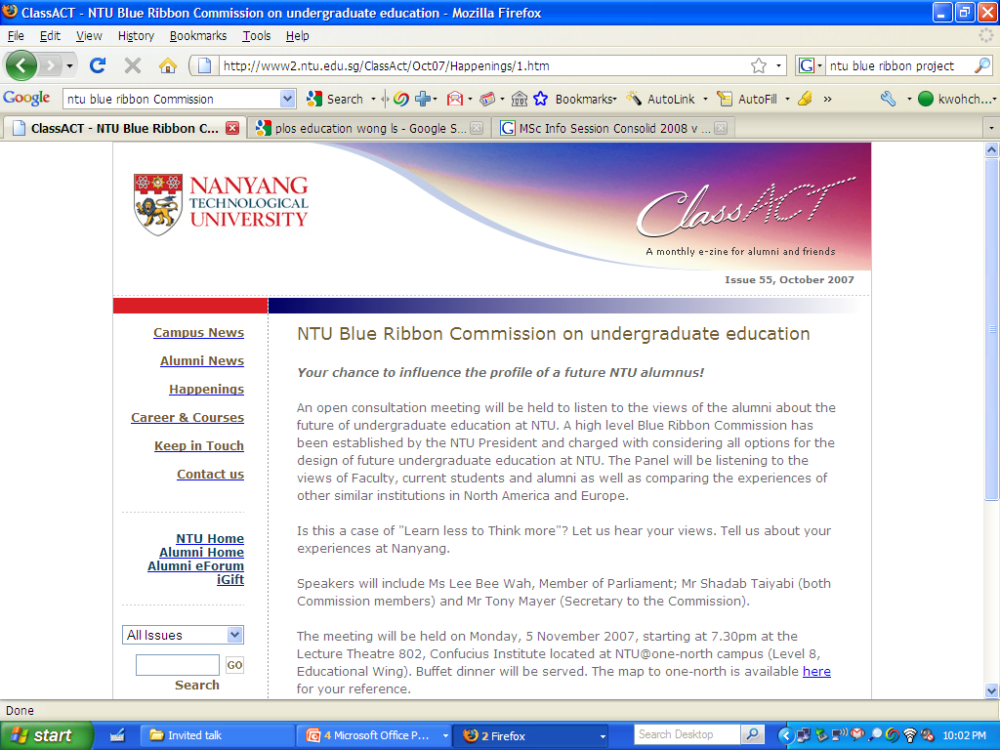 ClassACT - NTU Blue Ribbon Commission on undergraduate education - Mozilla Firefox
File Edit View History Bookmarks Tools Help
http://www2.ntu.edu.sg/ClassAct/Oct07/Happenings/1.htm
G ntu blue ribbon project
Google ntu blue ribbon Commission Search Bookmarks AutoLink AutoFill » kwohch...
ClassACT - NTU Blue Ribbon C... plos education wong ls - Google S... G MSc Info Session Consolid 2008 v ...
NANYANG
TECHNOLOGICAL
UNIVERSITY
ClassACT
A monthly e-zine for alumni and friends
Issue 55, October 2007
Campus News
Alumni News
Happenings
Career & Courses
Keep in Touch
Contact us
NTU Home
Alumni Home
Alumni eForum
iGift
All Issues
GO
Search
NTU Blue Ribbon Commission on undergraduate education
Your chance to influence the profile of a future NTU alumnus!
An open consultation meeting will be held to listen to the views of the alumni about the
future of undergraduate education at NTU. A high level Blue Ribbon Commission has
been established by the NTU President and charged with considering all options for the
design of future undergraduate education at NTU. The Panel will be listening to the
views of Faculty, current students and alumni as well as comparing the experiences of
other similar institutions in North America and Europe.
Is this a case of "Learn less to Think more"? Let us hear your views. Tell us about your
experiences at Nanyang.
Speakers will include Ms Lee Bee Wah, Member of Parliament; Mr Shadab Taiyabi (both
Commission members) and Mr Tony Mayer (Secretary to the Commission).
The meeting will be held on Monday, 5 November 2007, starting at 7.30pm at the
Lecture Theatre 802, Confucius Institute located at NTU@one-north campus (Level 8,
Educational Wing). Buffet dinner will be served. The map to one-north is available here
for your reference.
Done
start Invited talk 4 Microsoft Office P... 2 Firefox Search Desktop 10:02 PM